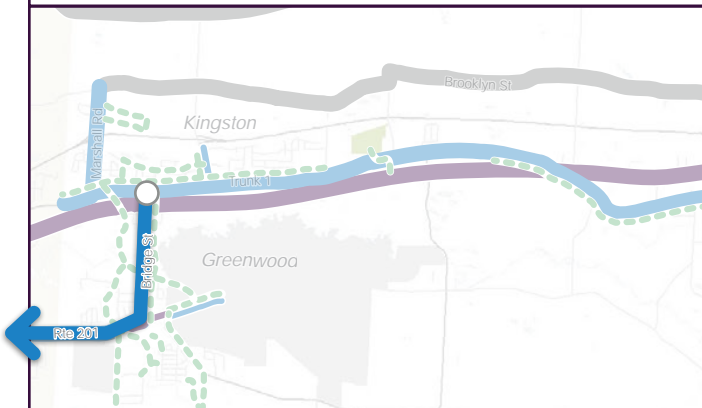 Brooklyn St
Kingston
Marshall Rd
Trunk 1
Bridge St
Greenwood
Rte 201